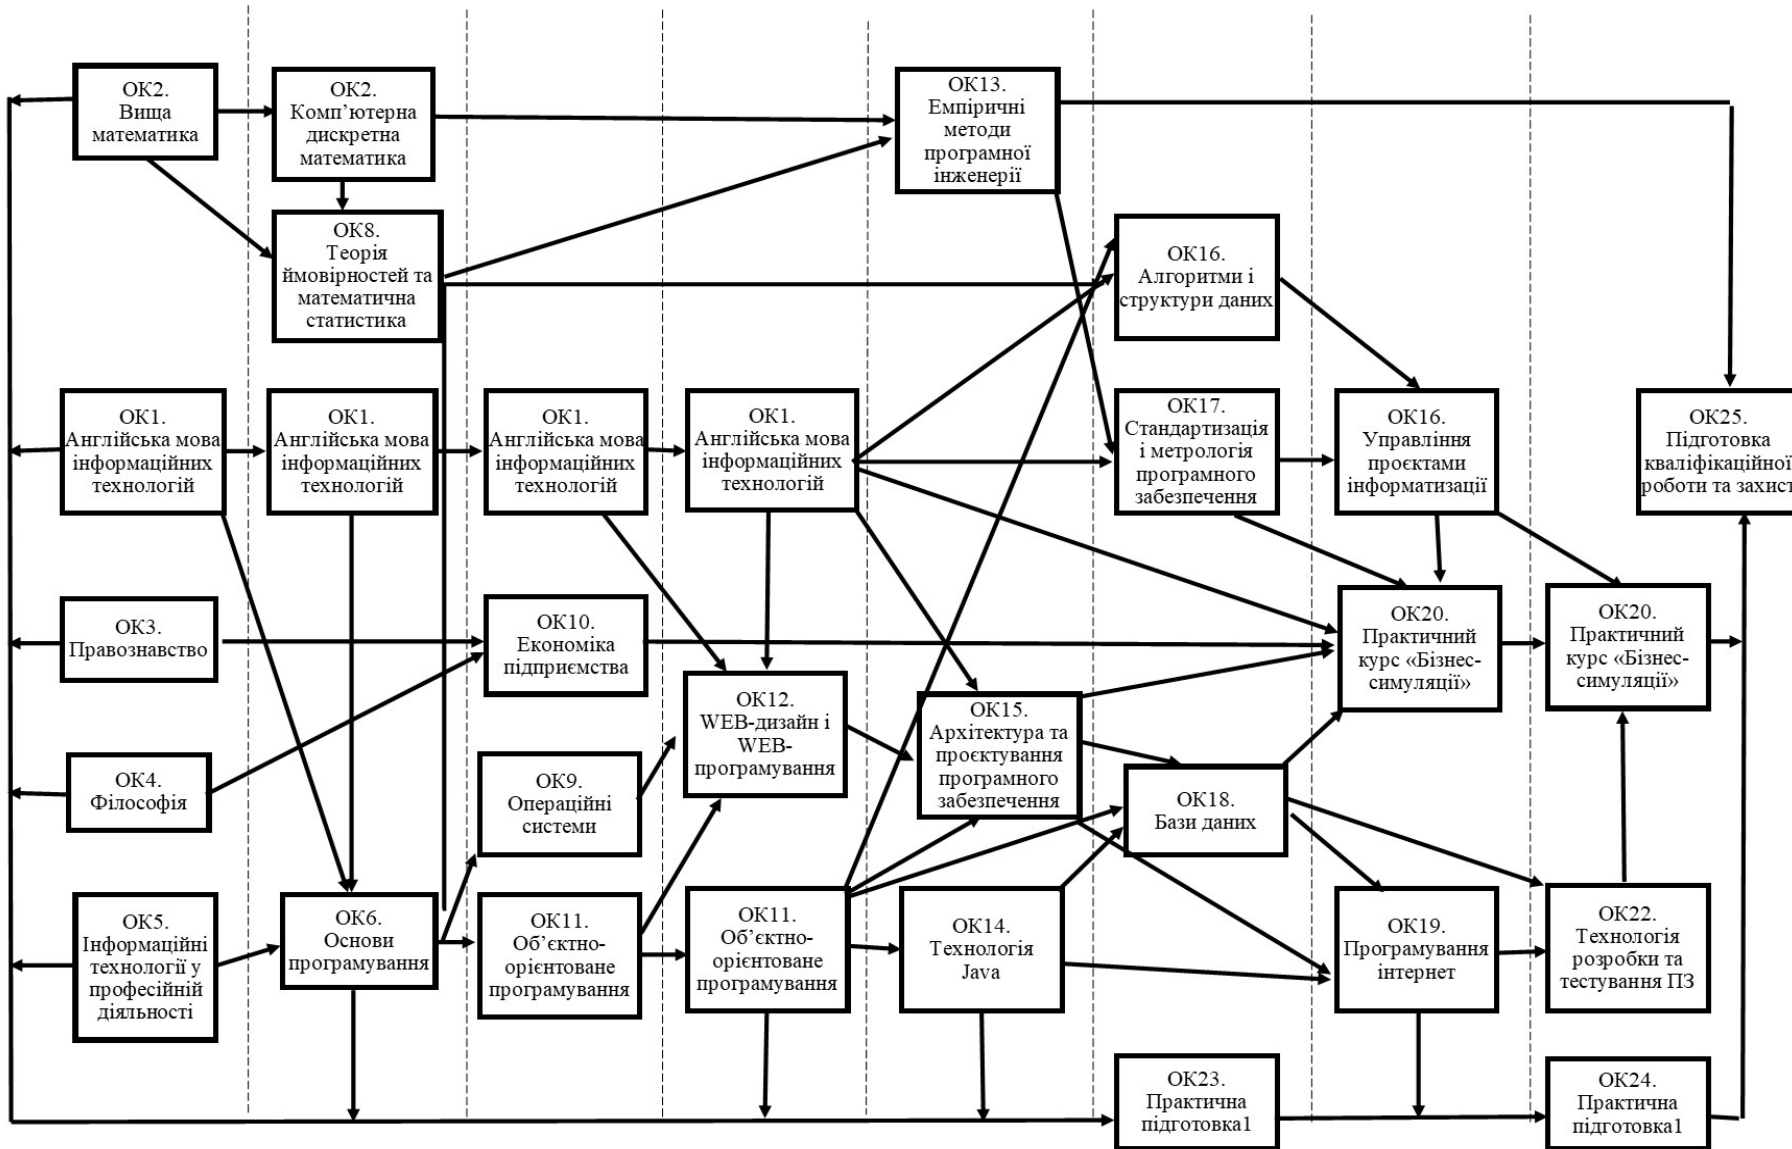 ОК2.
Вища
математика
ОК2.
Комп’ютерна
дискретна
математика
ОК13.
Емпіричні
методи
програмної
інженерії
ОК8.
Теорія
ймовірностей та
математична
статистика
ОК16.
Алгоритми і
структури даних
ОК1.
Англійська мова
інформаційних
технологій
ОК1.
Англійська мова
інформаційних
технологій
ОК1.
Англійська мова
інформаційних
технологій
ОК1.
Англійська мова
інформаційних
технологій
ОК17.
Стандартизація
і метрологія
програмного
забезпечення
ОК16.
Управління
проєктами
інформатизації
ОК25.
Підготовка
кваліфікаційної
роботи та захист
ОК3.
Правознавство
ОК10.
Економіка
підприємства
ОК20.
Практичний
курс «Бізнес-
симуляції»
ОК20.
Практичний
курс «Бізнес-
симуляції»
ОК12.
WEB-дизайн і
WEB-
програмування
ОК15.
Архітектура та
проєктування
програмного
забезпечення
ОК4.
Філософія
ОК9.
Операційні
системи
ОК18.
Бази даних
ОК5.
Інформаційні
технології у
професійній
діяльності
ОК6.
Основи
програмування
ОК11.
Об’єктно-
орієнтоване
програмування
ОК11.
Об’єктно-
орієнтоване
програмування
ОК14.
Технологія
Java
ОК19.
Програмування
інтернет
ОК22.
Технологія
розробки та
тестування ПЗ
ОК23.
Практична
підготовка1
ОК24.
Практична
підготовка1